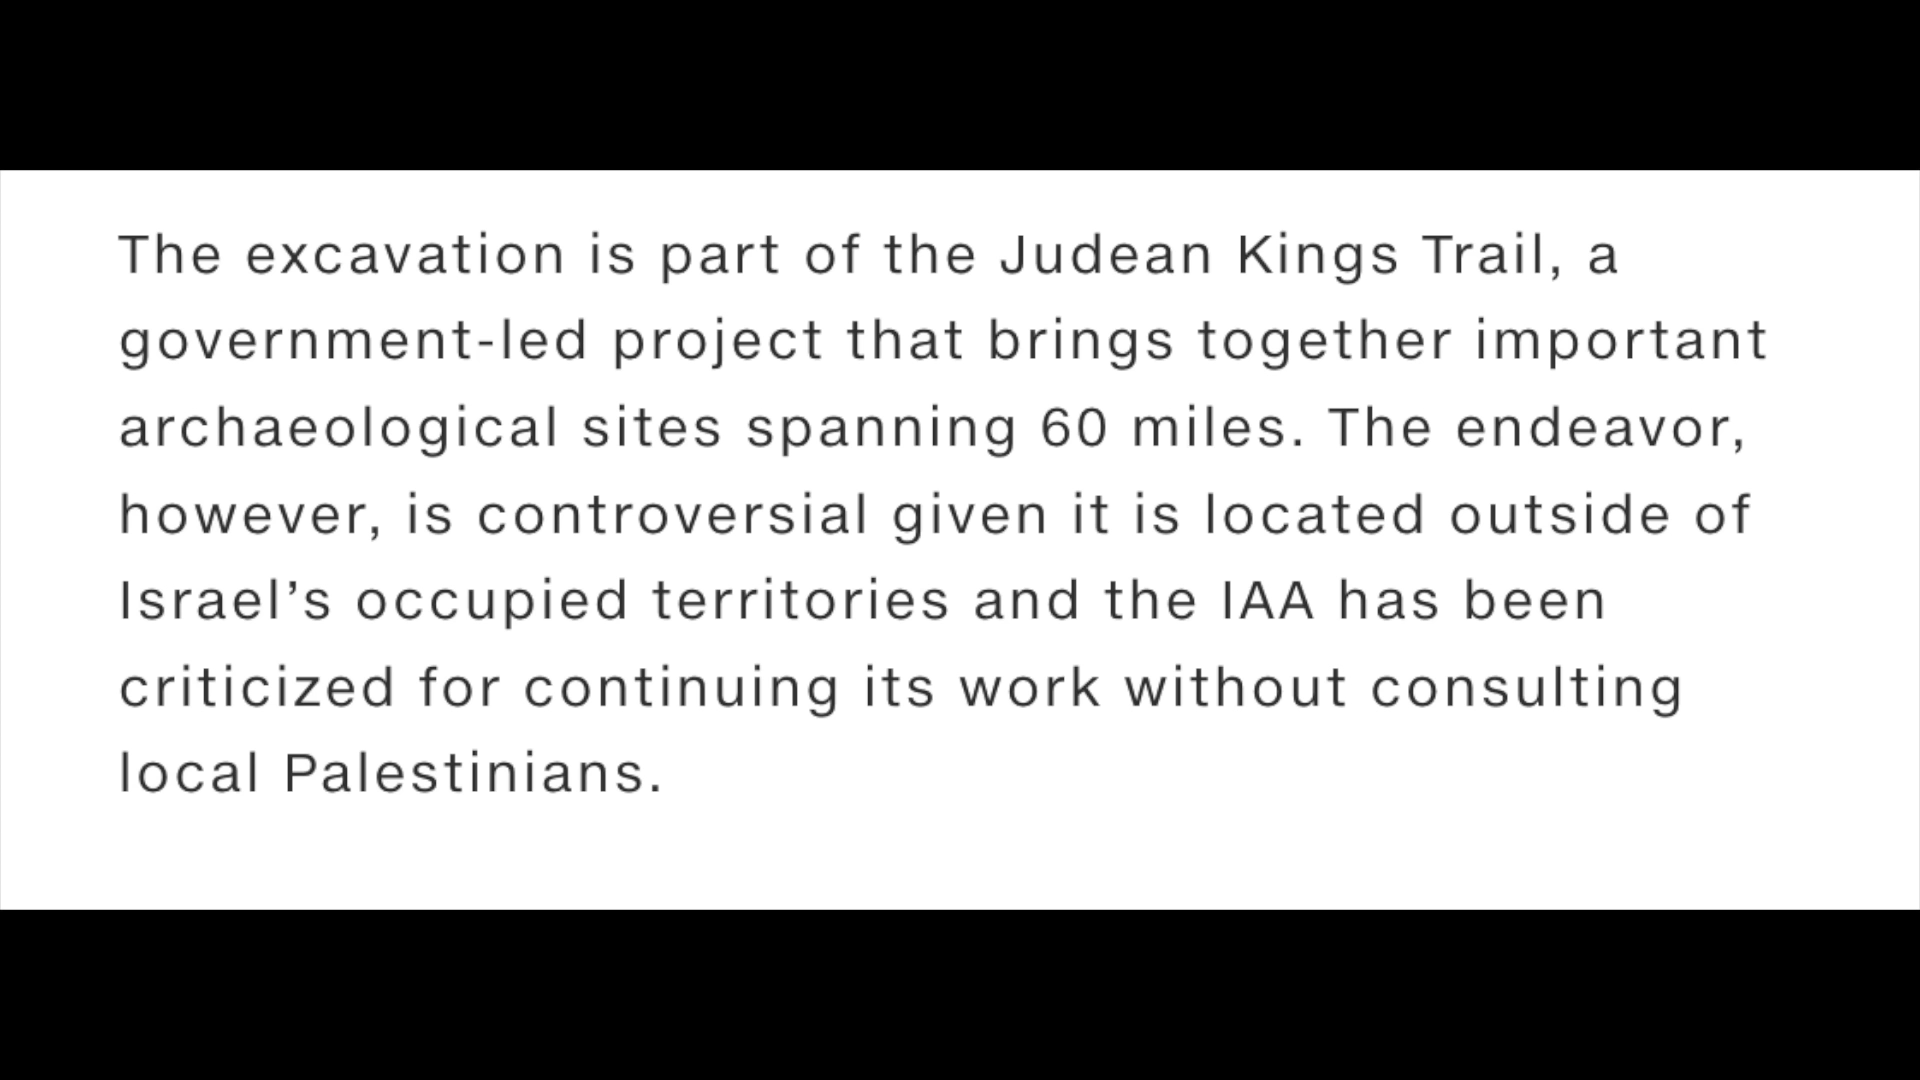 The excavation is part of the Judean Kings Trail, a
government-led project that brings together important
archaeological sites spanning 60 miles. The endeavor,
however, is controversial given it is located outside of
Israel’s occupied territories and the IAA has been
criticized for continuing its work without consulting
local Palestinians.